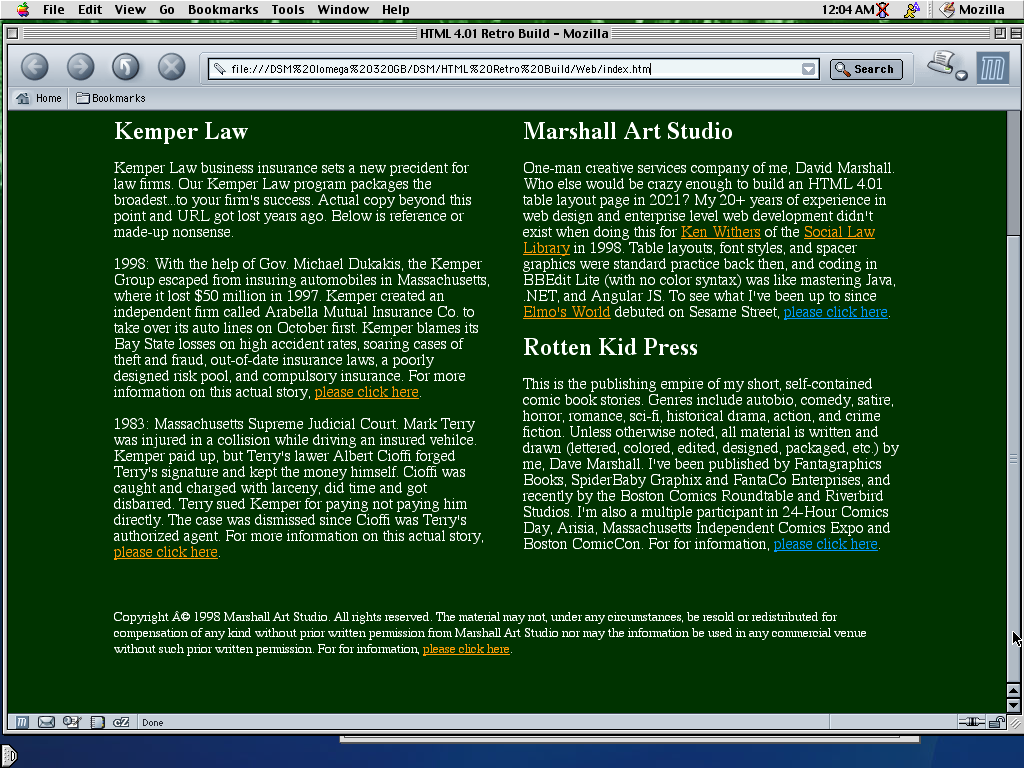 File Edit View Go Bookmarks Tools Window Help 12:04 AM Mozilla
HTML 4.01 Retro Build - Mozilla
file:///DSM%20Iomega%20320GB/DSM/HTML%20Retro%20Build/Web/index.htm Search
Home Bookmarks
Kemper Law
Kemper Law business insurance sets a new precident for
law firms. Our Kemper Law program packages the
broadest...to your firm's success. Actual copy beyond this
point and URL got lost years ago. Below is reference or
made-up nonsense.
1998: With the help of Gov. Michael Dukakis, the Kemper
Group escaped from insuring automobiles in Massachusetts,
where it lost $50 million in 1997. Kemper created an
independent firm called Arabella Mutual Insurance Co. to
take over its auto lines on October first. Kemper blames its
Bay State losses on high accident rates, soaring cases of
theft and fraud, out-of-date insurance laws, a poorly
designed risk pool, and compulsory insurance. For more
information on this actual story, please click here.
1983: Massachusetts Supreme Judicial Court. Mark Terry
was injured in a collision while driving an insured vehilce.
Kemper paid up, but Terry's lawer Albert Cioffi forged
Terry's signature and kept the money himself. Cioffi was
caught and charged with larceny, did time and got
disbarred. Terry sued Kemper for paying not paying him
directly. The case was dismissed since Cioffi was Terry's
authorized agent. For more information on this actual story,
please click here.
Marshall Art Studio
One-man creative services company of me, David Marshall.
Who else would be crazy enough to build an HTML 4.01
table layout page in 2021? My 20+ years of experience in
web design and enterprise level web development didn't
exist when doing this for Ken Withers of the Social Law
Library in 1998. Table layouts, font styles, and spacer
graphics were standard practice back then, and coding in
BBEdit Lite (with no color syntax) was like mastering Java,
.NET, and Angular JS. To see what I've been up to since
Elmo's World debuted on Sesame Street, please click here.
Rotten Kid Press
This is the publishing empire of my short, self-contained
comic book stories. Genres include autobio, comedy, satire,
horror, romance, sci-fi, historical drama, action, and crime
fiction. Unless otherwise noted, all material is written and
drawn (lettered, colored, edited, designed, packaged, etc.) by
me, Dave Marshall. I've been published by Fantagraphics
Books, SpiderBaby Graphix and FantaCo Enterprises, and
recently by the Boston Comics Roundtable and Riverbird
Studios. I'm also a multiple participant in 24-Hour Comics
Day, Arisia, Massachusetts Independent Comics Expo and
Boston ComicCon. For for information, please click here.
Copyright Â© 1998 Marshall Art Studio. All rights reserved. The material may not, under any circumstances, be resold or redistributed for
compensation of any kind without prior written permission from Marshall Art Studio nor may the information be used in any commercial venue
without such prior written permission. For for information, please click here.
Done